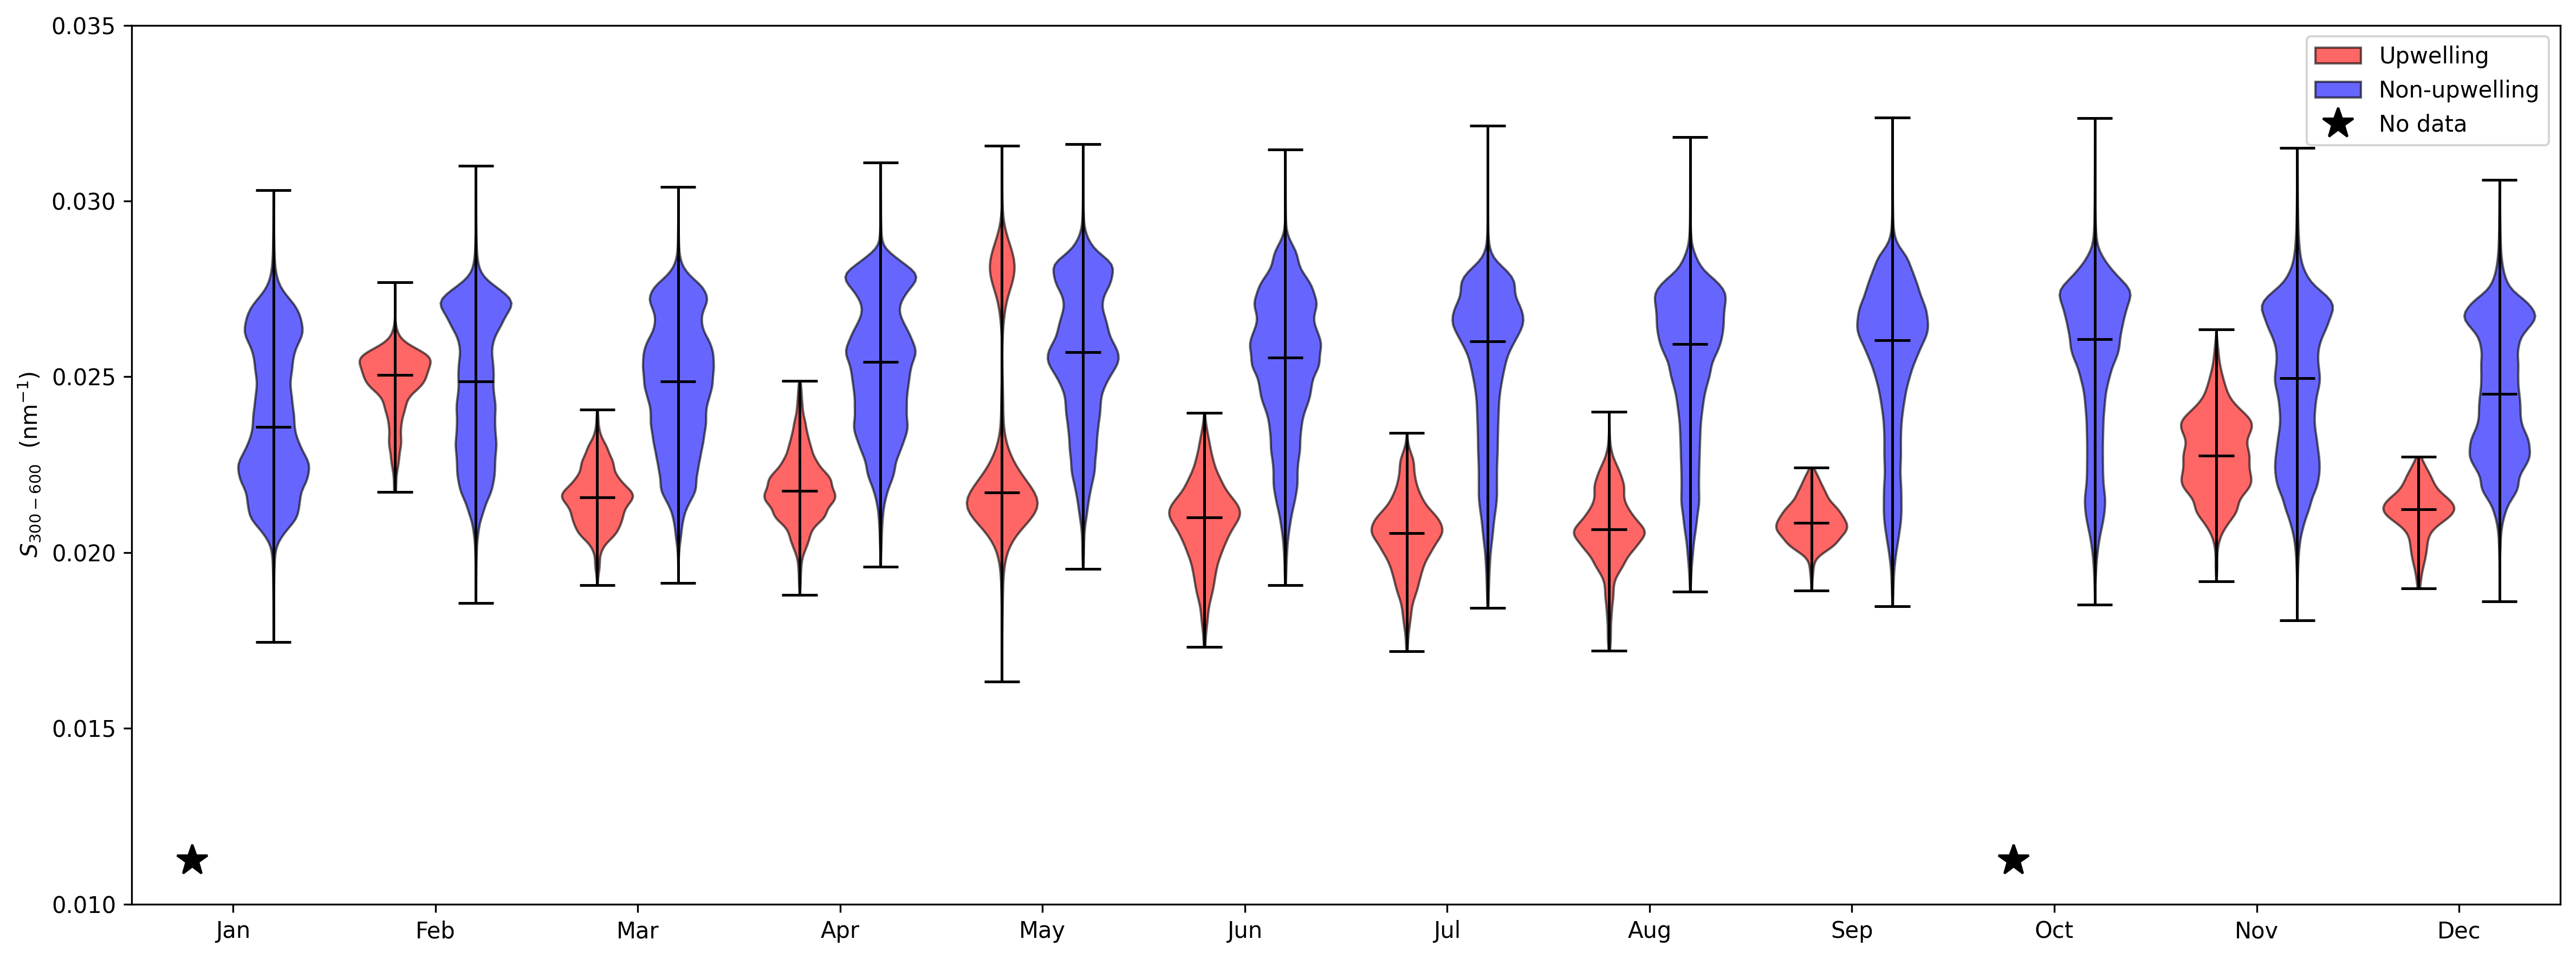 0.035
0.030
0.025
0.020
0.015
0.010
S300−600 (nm−1)
Upwelling
Non-upwelling
No data
Jan Feb Mar Apr May Jun Jul Aug Sep Oct Nov Dec